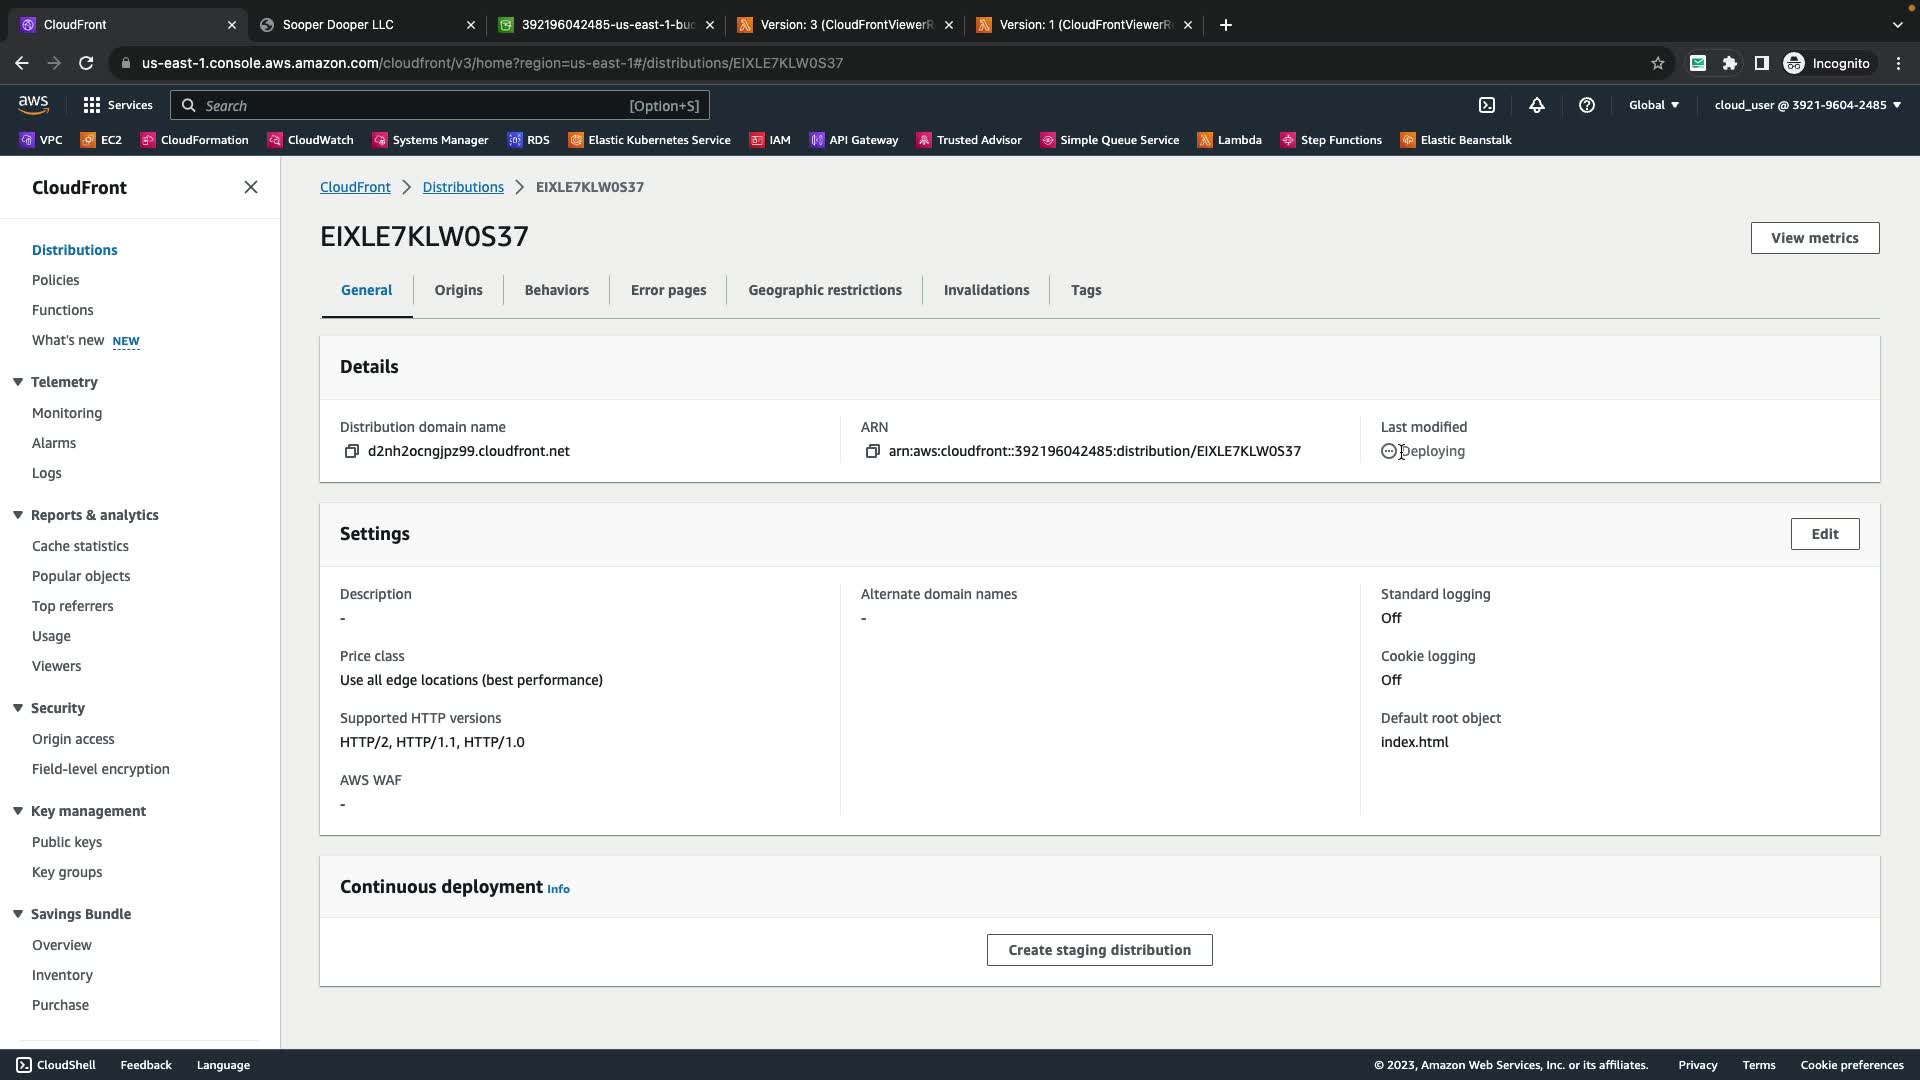 CloudFront
Sooper Dooper LLC
392196042485-us-east-1-buc
Version: 3 (CloudFrontViewerR
Version: 1 (CloudFrontViewerR
us-east-1.console.aws.amazon.com/cloudfront/v3/home?region=us-east-1#/distributions/EIXLE7KLW0S37
Incognito
aws
Services
Search
[Option+S]
Global
cloud_user @ 3921-9604-2485
VPC
EC2
CloudFormation
CloudWatch
Systems Manager
RDS
Elastic Kubernetes Service
IAM
API Gateway
Trusted Advisor
Simple Queue Service
Lambda
Step Functions
Elastic Beanstalk
CloudFront
Distributions
Policies
Functions
What's new NEW
Telemetry
Monitoring
Alarms
Logs
Reports & analytics
Cache statistics
Popular objects
Top referrers
Usage
Viewers
Security
Origin access
Field-level encryption
Key management
Public keys
Key groups
Savings Bundle
Overview
Inventory
Purchase
CloudFront > Distributions > EIXLE7KLW0S37
EIXLE7KLW0S37
View metrics
General
Origins
Behaviors
Error pages
Geographic restrictions
Invalidations
Tags
Details
Distribution domain name
d2nh2ocngjpz99.cloudfront.net
ARN
arn:aws:cloudfront::392196042485:distribution/EIXLE7KLW0S37
Last modified
Deploying
Settings
Edit
Description
-
Price class
Use all edge locations (best performance)
Supported HTTP versions
HTTP/2, HTTP/1.1, HTTP/1.0
AWS WAF
-
Alternate domain names
-
Standard logging
Off
Cookie logging
Off
Default root object
index.html
Continuous deployment Info
Create staging distribution
CloudShell
Feedback
Language
© 2023, Amazon Web Services, Inc. or its affiliates.
Privacy
Terms
Cookie preferences